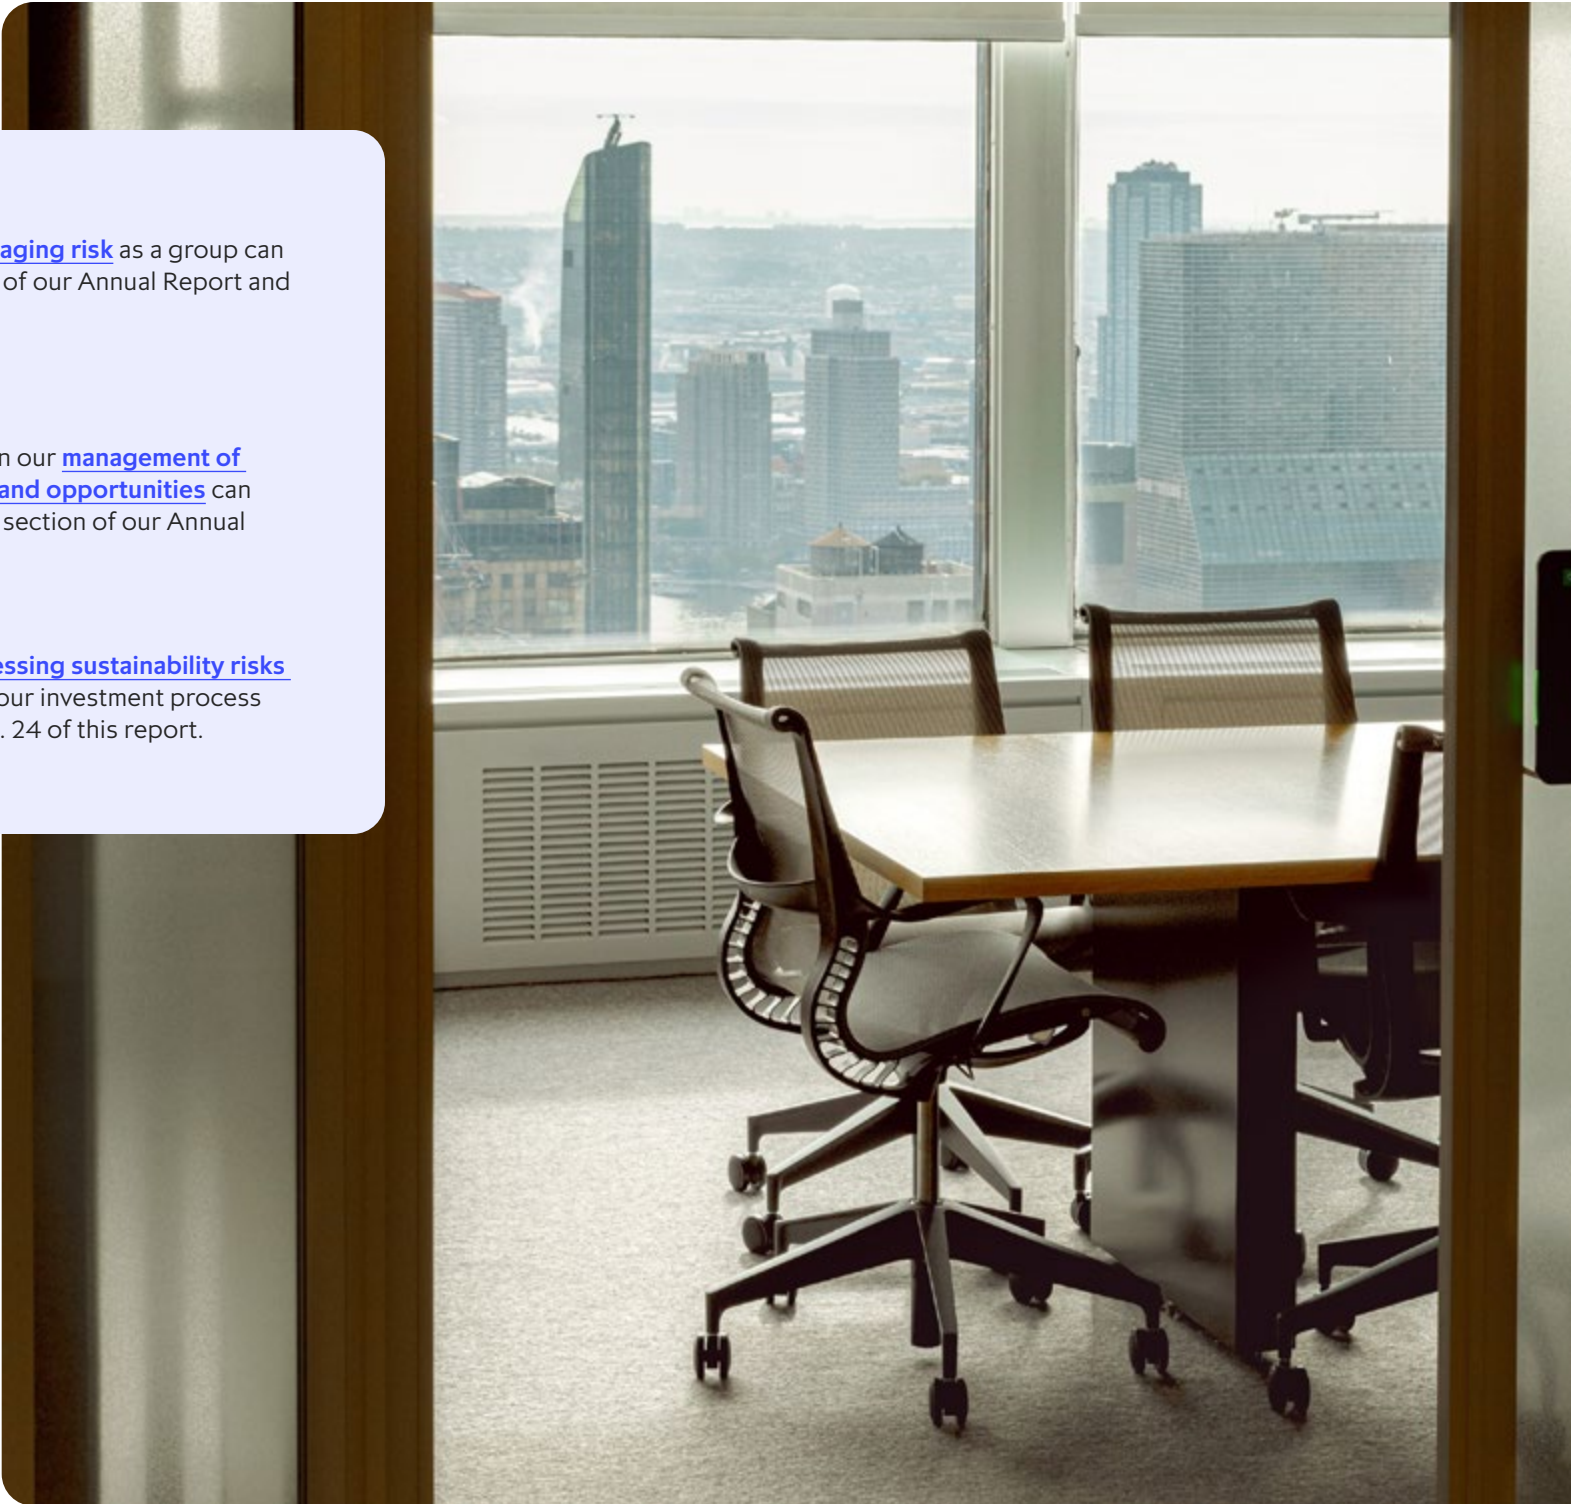 aging risk as a group can
of our Annual Report and
n our management of
and opportunities can
section of our Annual
essing sustainability risks
our investment process
. 24 of this report.